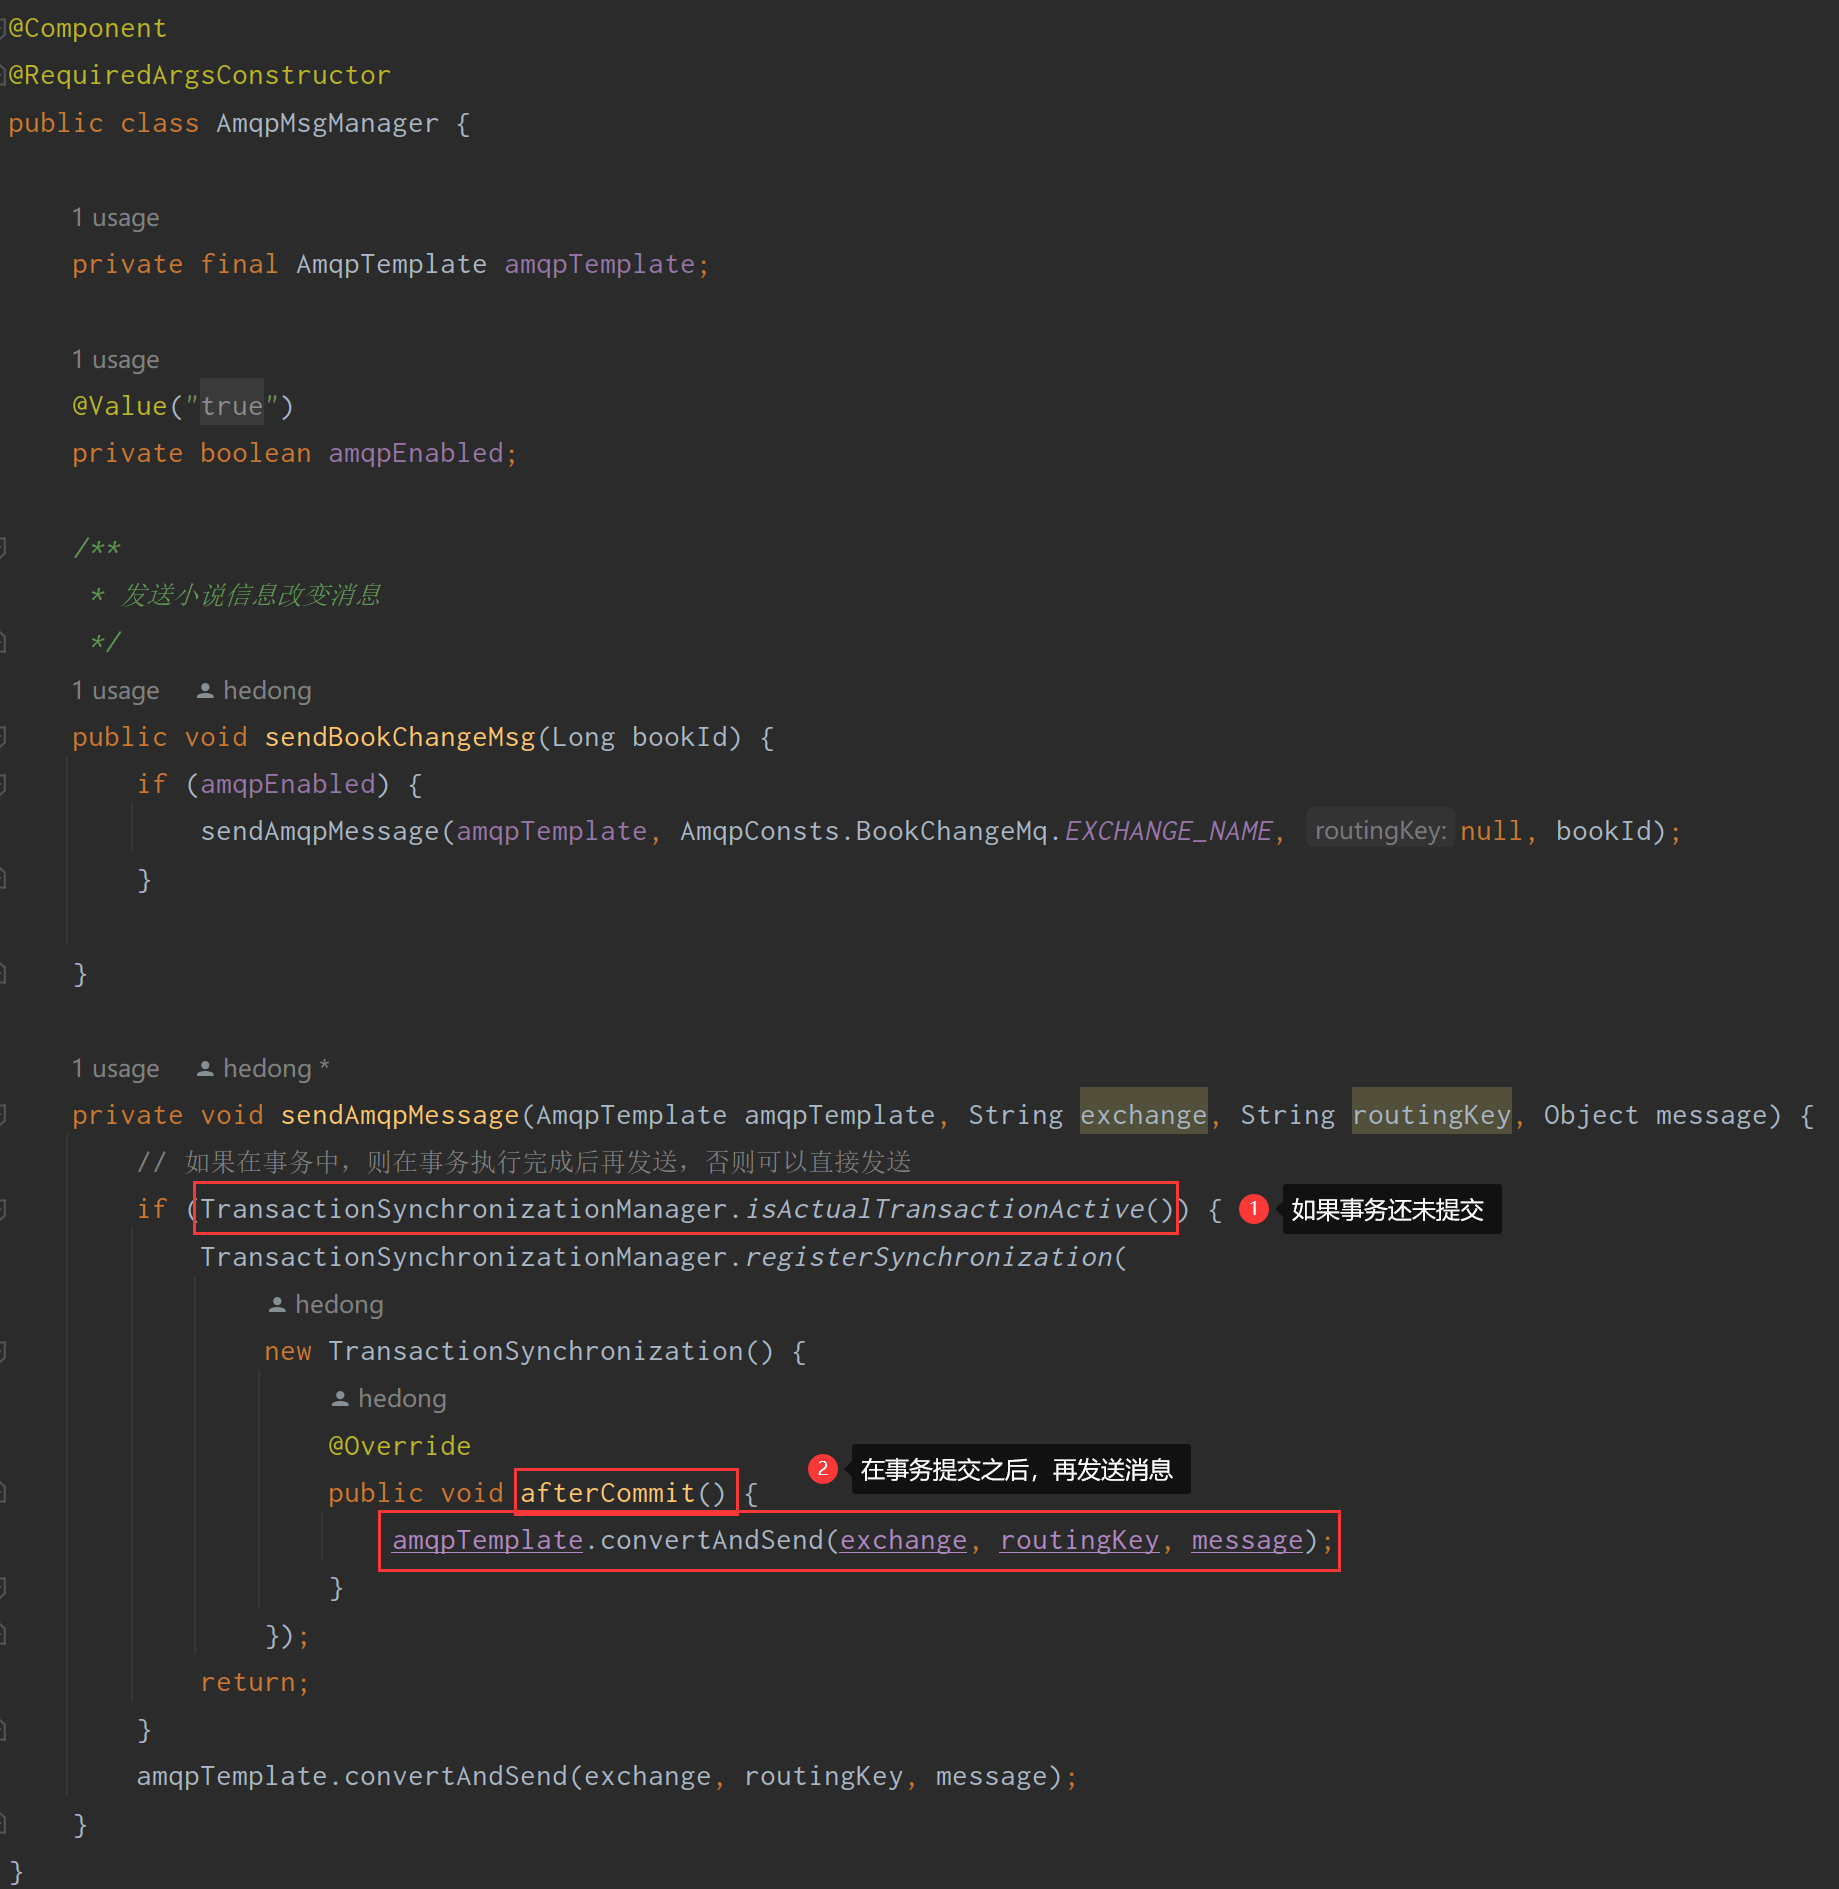 @Component
@RequiredArgsConstructor
public class AmqpMsgManager {
1 usage
private final AmqpTemplate amqpTemplate;
1 usage
@Value("true")
private boolean amqpEnabled;
/**
* 发送小说信息改变消息
*/
1 usage hedong
public void sendBookChangeMsg(Long bookId) {
if (amqpEnabled) {
sendAmqpMessage(amqpTemplate, AmqpConsts.BookChangeMq.EXCHANGE_NAME, routingKey: null, bookId);
}
}
1 usage hedong *
private void sendAmqpMessage(AmqpTemplate amqpTemplate, String exchange, String routingKey, Object message) {
// 如果在事务中，则在事务执行完成后再发送，否则可以直接发送
if (TransactionSynchronizationManager.isActualTransactionActive()) { 1 如果事务还未提交
TransactionSynchronizationManager.registerSynchronization(
hedong
new TransactionSynchronization() {
hedong
@Override
2 在事务提交之后，再发送消息
public void afterCommit() {
amqpTemplate.convertAndSend(exchange, routingKey, message);
}
});
return;
}
amqpTemplate.convertAndSend(exchange, routingKey, message);
}
}